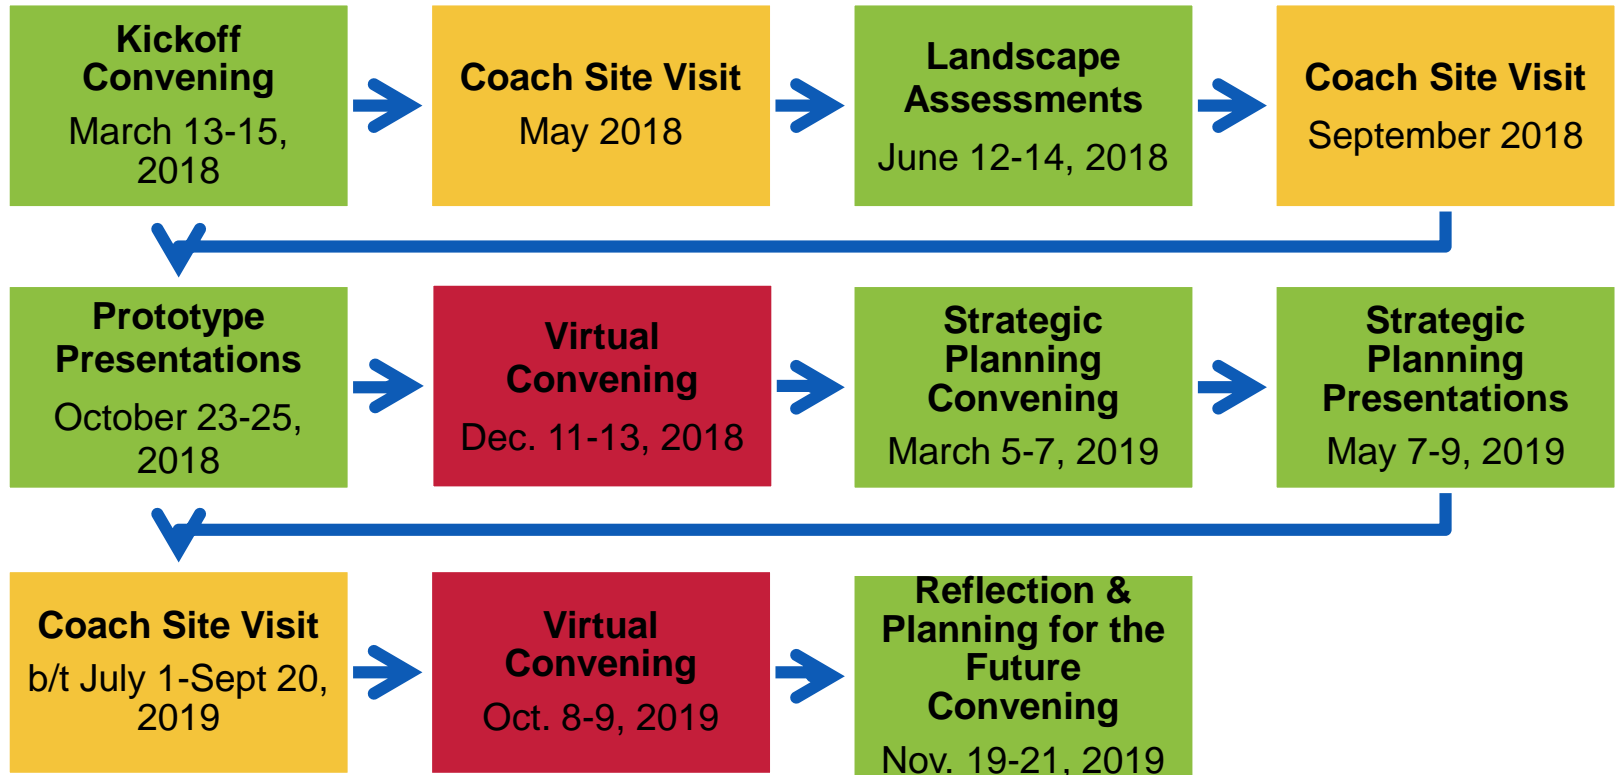 Kickoff
Convening
March 13-15,
2018
Coach Site Visit
May 2018
Landscape
Assessments
June 12-14, 2018
Coach Site Visit
September 2018
Prototype
Presentations
October 23-25,
2018
Virtual
Convening
Dec. 11-13, 2018
Strategic
Planning
Convening
March 5-7, 2019
Strategic
Planning
Presentations
May 7-9, 2019
Coach Site Visit
b/t July 1-Sept 20,
2019
Virtual
Convening
Oct. 8-9, 2019
Reflection &
Planning for the
Future
Convening
Nov. 19-21, 2019